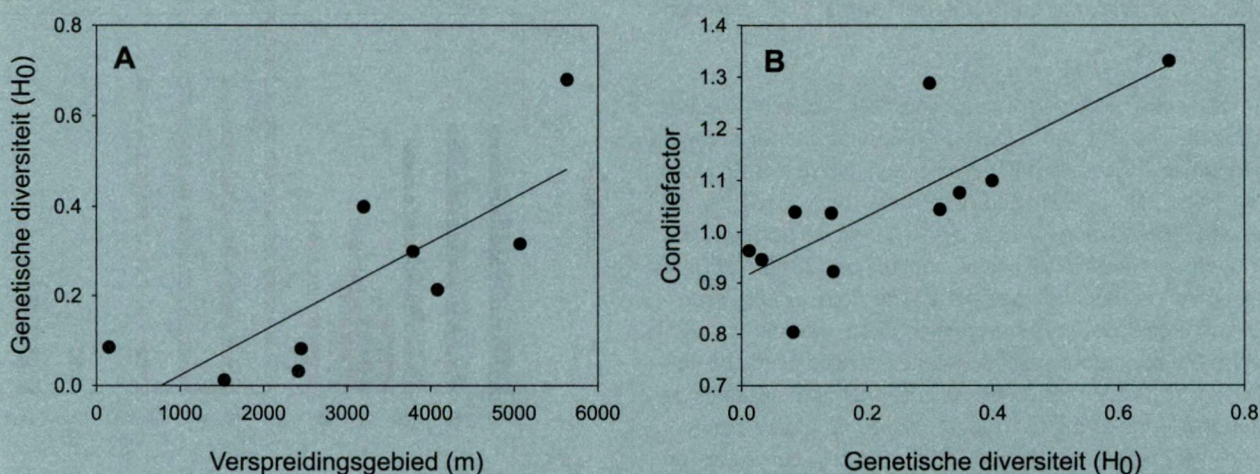 A
Genetische diversiteit (H0)
0.8
0.6
0.4
0.2
0.0
0 1000 2000 3000 4000 5000 6000
Verspreidingsgebied (m)
B
Conditiefactor
1.4
1.3
1.2
1.1
1.0
0.9
0.8
0.7
0.0 0.2 0.4 0.6 0.8
Genetische diversiteit (H0)